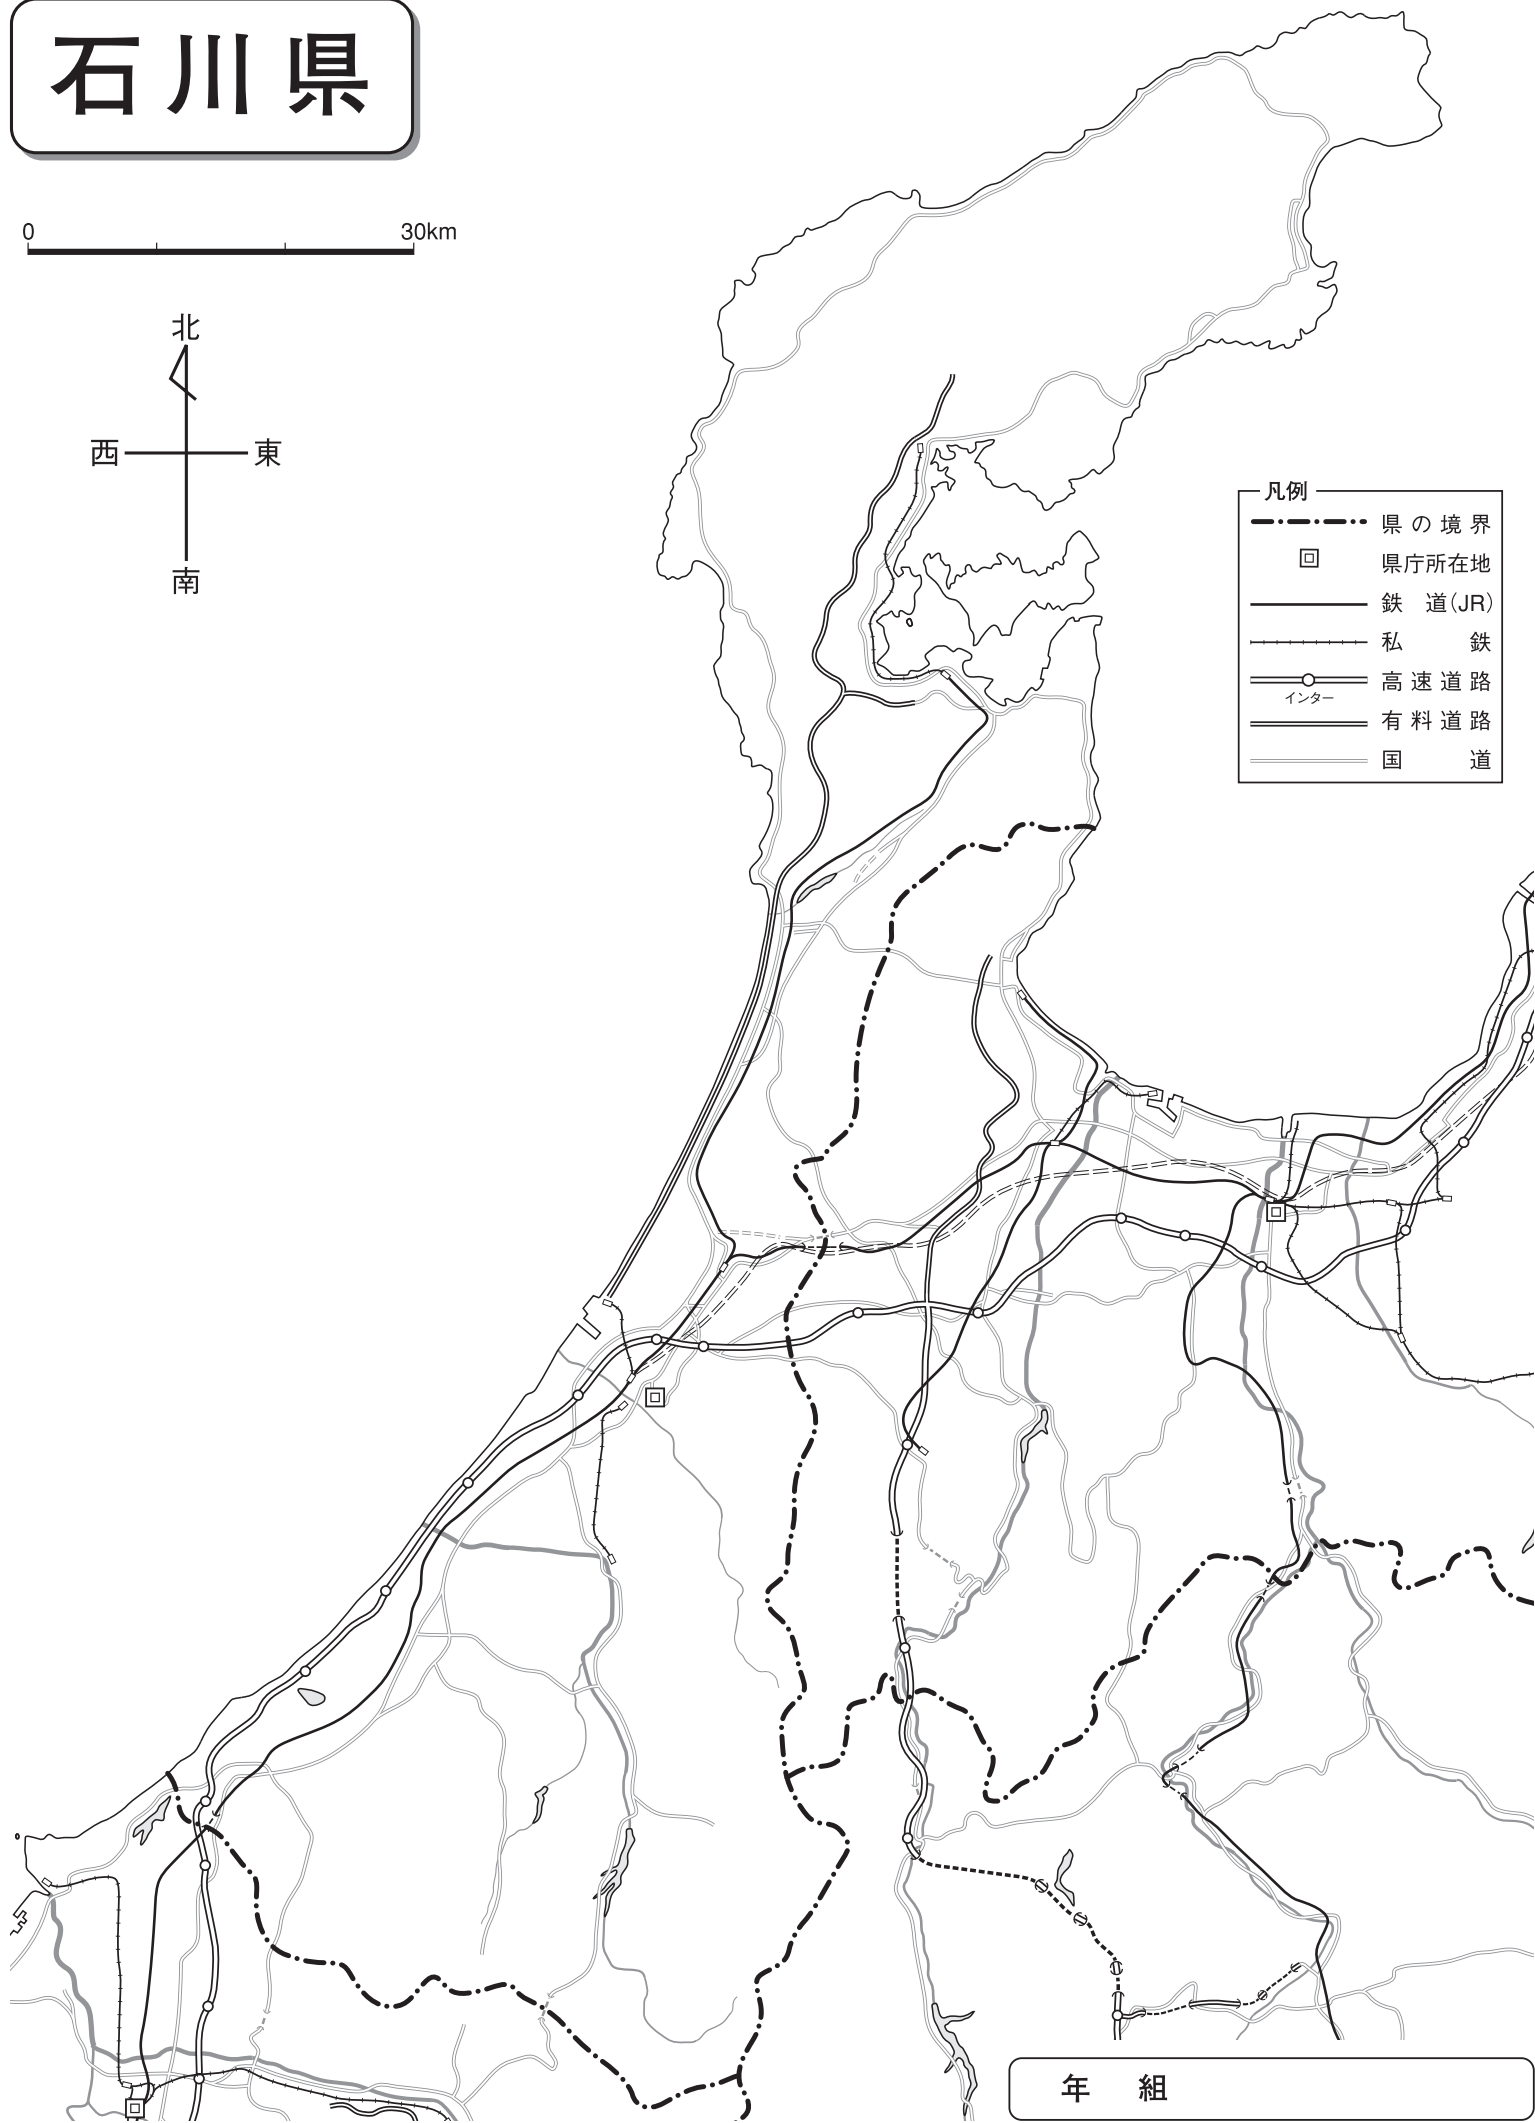 石川県
0 30km
北
西 東
南
凡例
県の境界
県庁所在地
鉄 道(JR)
私 鉄
高速道路
インター
有料道路
国 道
年 組